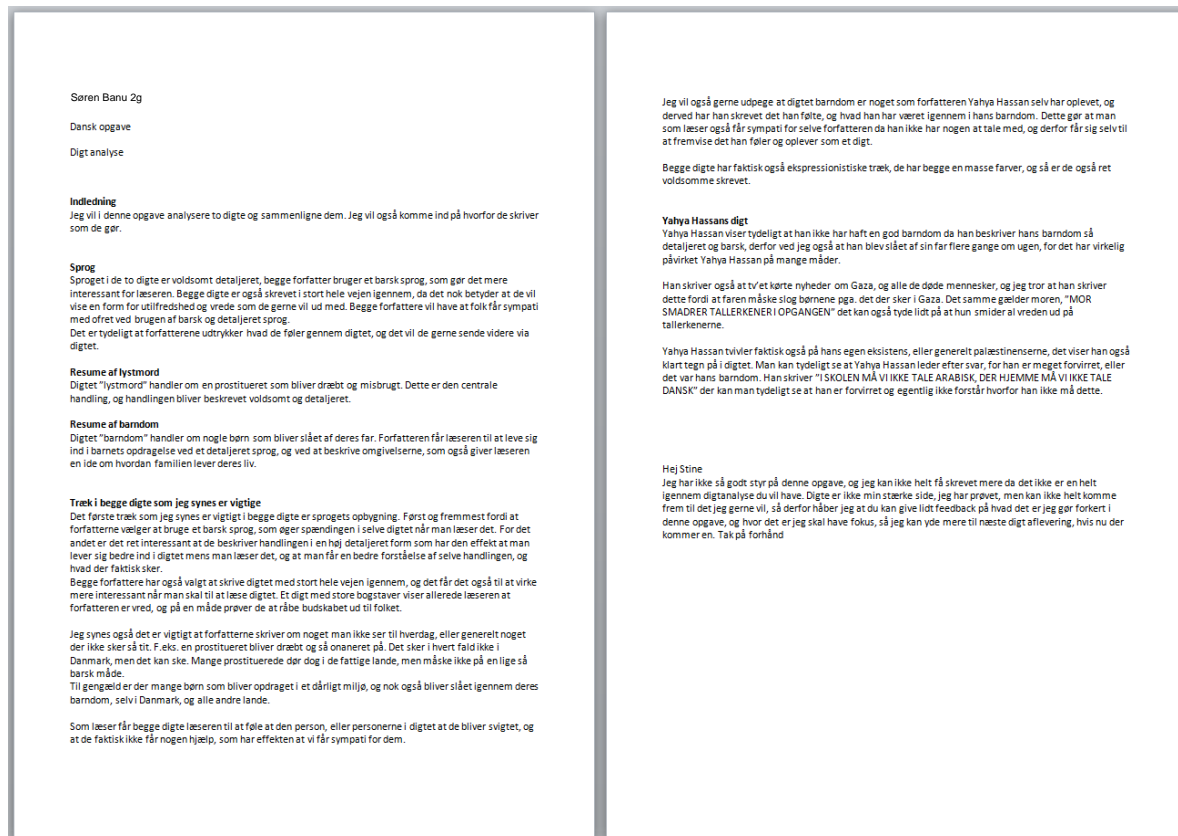 Søren Banu 2g
Dansk opgave
Digt analyse
Indledning
Jeg vil i denne opgave analysere to digte og sammenligne dem. Jeg vil også komme ind på hvorfor de skriver
som de gør.
Sprog
Sproget i de to digte er voldsomt detaljeret, begge forfatter bruger et barsk sprog, som gør det mere
interessant for læseren. Begge digte er også skrevet i stort hele vejen igennem, da det nok betyder at de vil
vise en form for utilfredshed og vrede som de gerne vil ud med. Begge forfattere vil have at folk får sympati
med ofret ved brugen af barsk og detaljeret sprog.
Det er tydeligt at forfatterne udtrykker hvad de føler gennem digtet, og det vil de gerne sende videre via
digtet.
Resume af lystmord
Digtet "lystmord" handler om en prostitueret som bliver dræbt og misbrugt. Dette er den centrale
handling, og handlingen bliver beskrevet voldsomt og detaljeret.
Resume af barndom
Digtet "barndom" handler om nogle børn som bliver slået af deres far. Forfatteren får læseren til at leve sig
ind i barnets opdragelse ved et detaljeret sprog, og ved at beskrive omgivelserne, som også giver læseren
en ide om hvordan familien lever deres liv.
Træk i begge digte som jeg synes er vigtige
Det første træk som jeg synes er vigtigt i begge digte er sprogets opbygning. Først og fremmest fordi at
forfatterne vælger at bruge et barsk sprog, som øger spændingen i selve digtet når man læser det. For det
andet er det ret interessant at de beskriver handlingen i en høj detaljeret form som har den effekt at man
lever sig bedre ind i digtet mens man læser det, og at man får en bedre forståelse af selve handlingen, og
hvad der faktisk sker.
Begge forfattere har også valgt at skrive digtet med stort hele vejen igennem, og det får det også til at virke
mere interessant når man skal til at læse digtet. Et digt med store bogstaver viser allerede læseren at
forfatteren er vred, og på en måde prøver de at råbe budskabet ud til folket.
Jeg synes også det er vigtigt at forfatterne skriver om noget man ikke ser til hverdag, eller generelt noget
der ikke sker så tit. F.eks. en prostitueret bliver dræbt og så onaneret på. Det sker i hvert fald ikke i
Danmark, men det kan ske. Mange prostituerede dør dog i de fattige lande, men måske ikke på en lige så
barsk måde.
Til gengæld er der mange børn som bliver opdraget i et dårligt miljø, og nok også bliver slået igennem deres
barndom, selv i Danmark, og alle andre lande.
Som læser får begge digte læseren til at føle at den person, eller personerne i digtet at de bliver svigtet, og
at de faktisk ikke får nogen hjælp, som har effekten at vi får sympati for dem.
Jeg vil også gerne udpege at digtet barndom er noget som forfatteren Yahya Hassan selv har oplevet, og
derved har han skrevet det han følte, og hvad han har været igennem i hans barndom. Dette gør at man
som læser også får sympati for selve forfatteren da han ikke har nogen at tale med, og derfor får sig selv til
at fremvise det han føler og oplever som et digt.
Begge digte har faktisk også ekspressionistiske træk, de har begge en masse farver, og så er de også ret
voldsomme skrevet.
Yahya Hassans digt
Yahya Hassan viser tydeligt at han ikke har haft en god barndom da han beskriver hans barndom så
detaljeret og barsk, derfor ved jeg også at han blev slået af sin far flere gange om ugen, for det har virkelig
påvirket Yahya Hassan på mange måder.
Han skriver også at tv'et kørte nyheder om Gaza, og alle de døde mennesker, og jeg tror at han skriver
dette fordi at faren måske slog børnene pga. det der sker i Gaza. Det samme gælder moren, "MOR
SMADRER TALLERKENER I OPGANGEN" det kan også tyde lidt på at hun smider al vreden ud på
tallerkenerne.
Yahya Hassan tvivler faktisk også på hans egen eksistens, eller generelt palæstinenserne, det viser han også
klart tegn på i digtet. Man kan tydeligt se at Yahya Hassan leder efter svar, for han er meget forvirret, eller
det var hans barndom. Han skriver "I SKOLEN MÅ VI IKKE TALE ARABISK, DER HJEMME MÅ VI IKKE TALE
DANSK" der kan man tydeligt se at han er forvirret og egentlig ikke forstår hvorfor han ikke må dette.
Hej Stine
Jeg har ikke så godt styr på denne opgave, og jeg kan ikke helt få skrevet mere da det ikke er en helt
igennem digtanalyse du vil have. Digte er ikke min stærke side, jeg har prøvet, men kan ikke helt komme
frem til det jeg gerne vil, så derfor håber jeg at du kan give lidt feedback på hvad det er jeg gør forkert i
denne opgave, og hvor det er jeg skal have fokus, så jeg kan yde mere til næste digt aflevering, hvis nu der
kommer en. Tak på forhånd